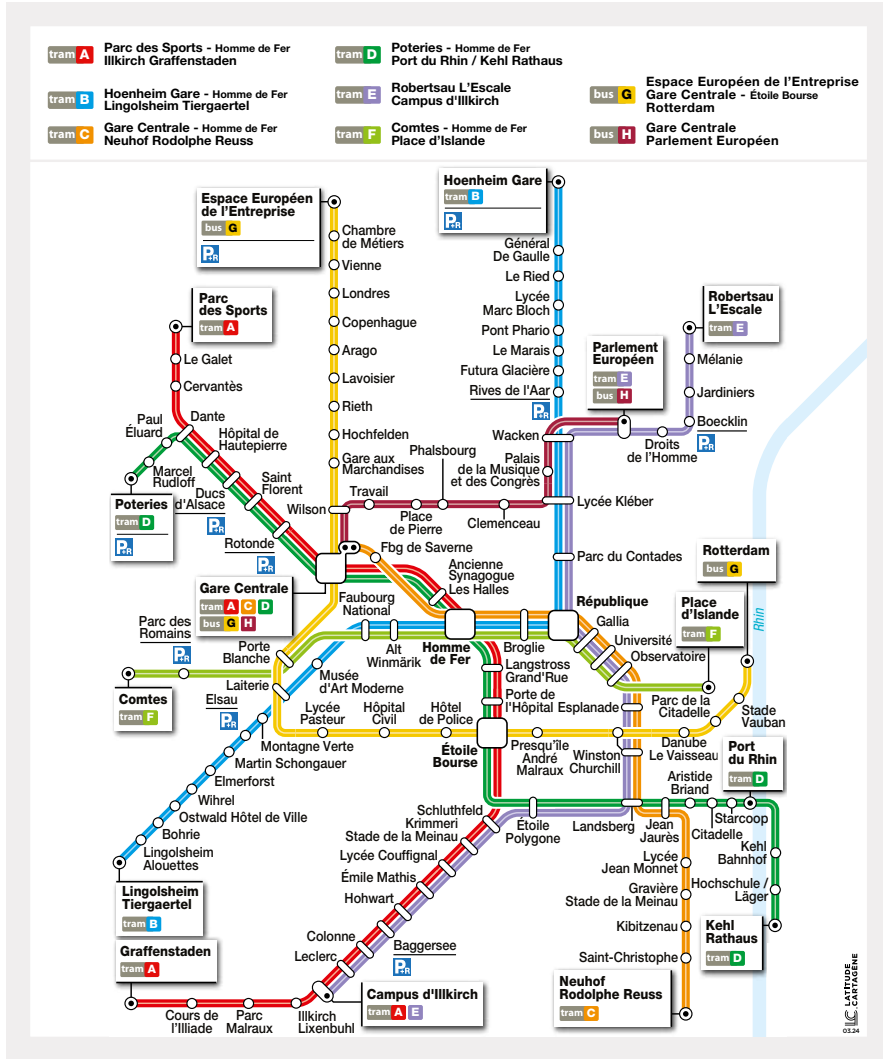 tram A Parc des Sports - Homme de Fer
Illkirch Graffenstaden
tram B Hoenheim Gare - Homme de Fer
Lingolsheim Tiergaertel
tram C Gare Centrale - Homme de Fer
Neuhof Rodolphe Reuss
tram D Poteries - Homme de Fer
Port du Rhin / Kehl Rathaus
tram E Robertsau L'Escale
Campus d'Illkirch
tram F Comtes - Homme de Fer
Place d'Islande
bus G Espace Européen de l'Entreprise
Gare Centrale - Étoile Bourse
Rotterdam
bus H Gare Centrale
Parlement Européen
Espace Européen
de l'Entreprise
bus G
P+R
Chambre
de Métiers
Vienne
Londres
Copenhague
Arago
Lavoisier
Rieth
Hochfelden
Gare aux
Marchandises
Wilson
Hoenheim Gare
tram B
P+R
Général
De Gaulle
Le Ried
Lycée
Marc Bloch
Pont Phario
Le Marais
Futura Glacière
Rives de l'Aar
P+R
Wacken
Palais
de la Musique
et des Congrès
Lycée Kléber
Parc du Contades
Parlement
Européen
tram E
bus H
Robertsau
L'Escale
tram E
Mélanie
Jardiniers
Boecklin
P+R
Droits
de l'Homme
Parc
des Sports
tram A
Le Galet
Cervantès
Dante
Paul
Éluard
Marcel
Rudloff
Poteries
tram D
P+R
Hôpital de
Hautepierre
Ducs
d'Alsace
P+R
Saint
Florent
Rotonde
P+R
Travail
Phalsbourg
Place
de Pierre
Clemenceau
Fbg de Saverne
Ancienne
Synagogue
Les Halles
Gare Centrale
tram A C D
bus G H
Faubourg
National
Alt
Winmärik
Homme
de Fer
Broglie
République
Gallia
Université
Observatoire
Rotterdam
bus G
Place
d'Islande
tram F
Rhin
Parc des
Romains
P+R
Porte
Blanche
Comtes
tram F
Laiterie
Musée
d'Art Moderne
Elsau
P+R
Montagne Verte
Martin Schongauer
Elmerforst
Wihrel
Ostwald Hôtel de Ville
Bohrie
Lingolsheim
Alouettes
Lingolsheim
Tiergaertel
tram B
Lycée
Pasteur
Hôpital
Civil
Hôtel
de Police
Langstross
Grand'Rue
Porte de
l'Hôpital
Étoile
Bourse
Presqu'île
André
Malraux
Esplanade
Winston
Churchill
Parc de la
Citadelle
Danube
Le Vaisseau
Stade
Vauban
Port
du Rhin
tram D
Aristide
Briand
Citadelle
Starcoop
Kehl
Bahnhof
Hochschule /
Läger
Kehl
Rathaus
tram D
Landsberg
Jean
Jaurès
Lycée
Jean Monnet
Gravière
Stade de la Meinau
Kibitzenau
Saint-Christophe
Neuhof
Rodolphe Reuss
tram C
Étoile
Polygone
Schluthfeld
Krimmeri
Stade de la Meinau
Lycée Couffignal
Émile Mathis
Hohwart
Baggersee
P+R
Colonne
Leclerc
Campus d'Illkirch
tram A E
Illkirch
Lixenbuhl
Parc
Malraux
Cours de
l'Illiade
Graffenstaden
tram A
LATITUDE
CARTAGÈNE
03.24